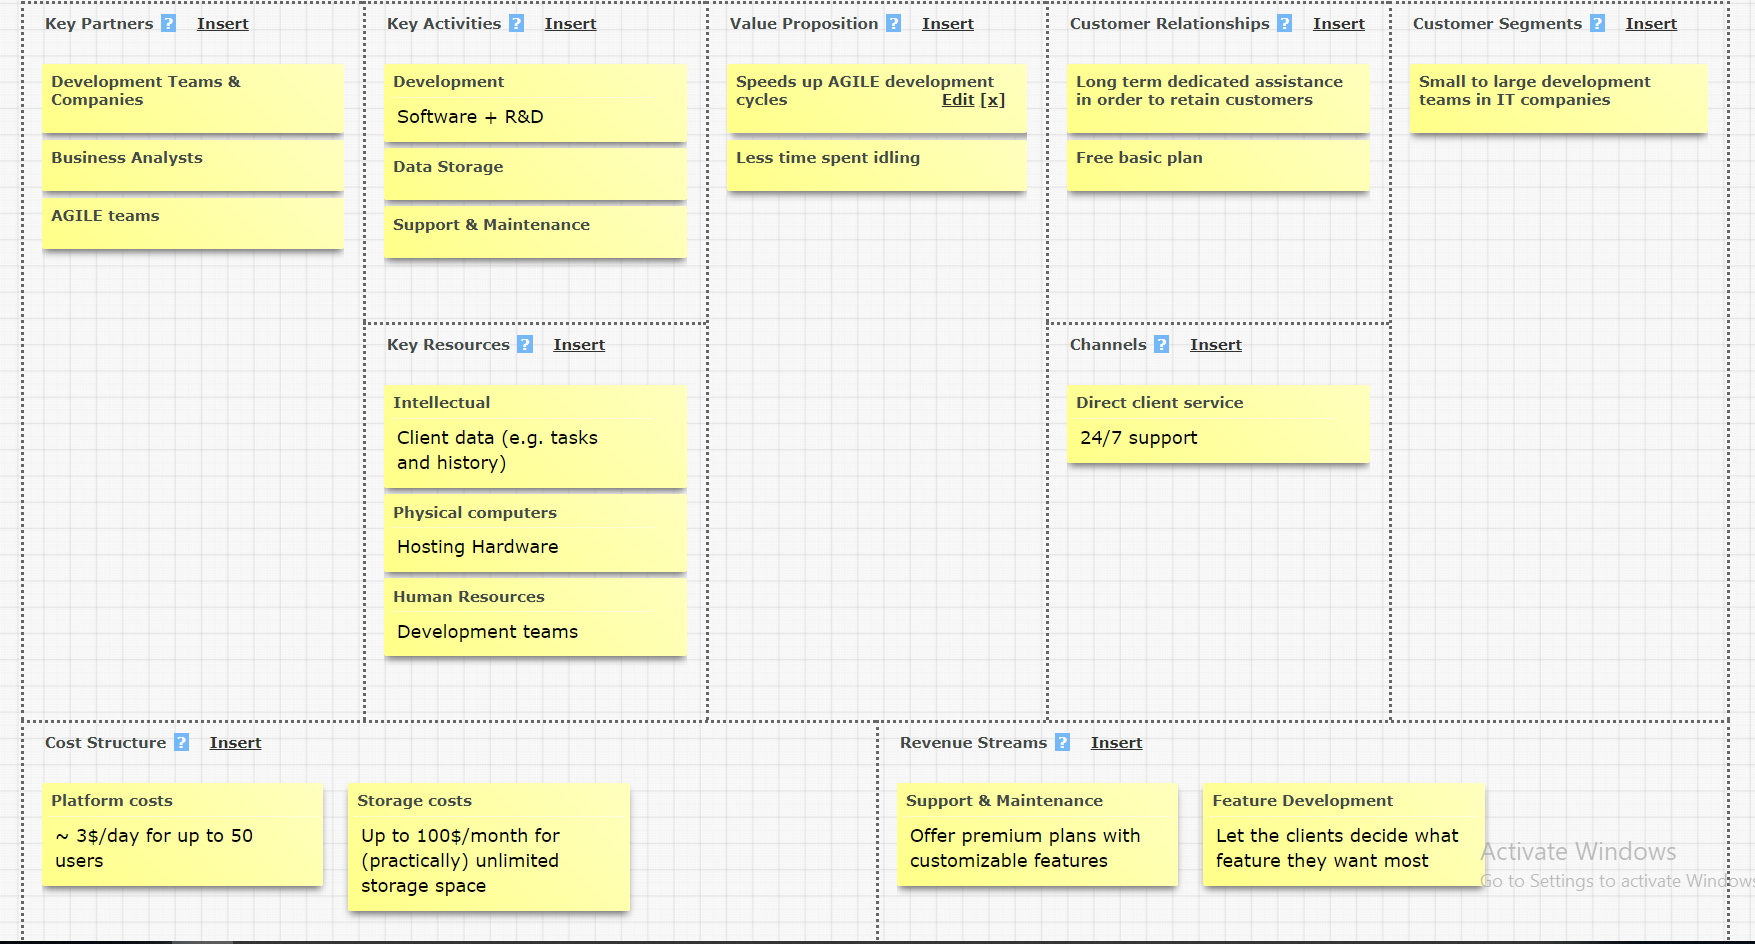 Key Partners ? Insert
Development Teams &
Companies
Business Analysts
AGILE teams
Key Activities ? Insert
Development
Software + R&D
Data Storage
Support & Maintenance
Key Resources ? Insert
Intellectual
Client data (e.g. tasks
and history)
Physical computers
Hosting Hardware
Human Resources
Development teams
Value Proposition ? Insert
Speeds up AGILE development
cycles Edit [x]
Less time spent idling
Customer Relationships ? Insert
Long term dedicated assistance
in order to retain customers
Free basic plan
Channels ? Insert
Direct client service
24/7 support
Customer Segments ? Insert
Small to large development
teams in IT companies
Cost Structure ? Insert
Platform costs
~ 3$/day for up to 50
users
Storage costs
Up to 100$/month for
(practically) unlimited
storage space
Revenue Streams ? Insert
Support & Maintenance
Offer premium plans with
customizable features
Feature Development
Let the clients decide what
feature they want most
Activate Windows
Go to Settings to activate Windows